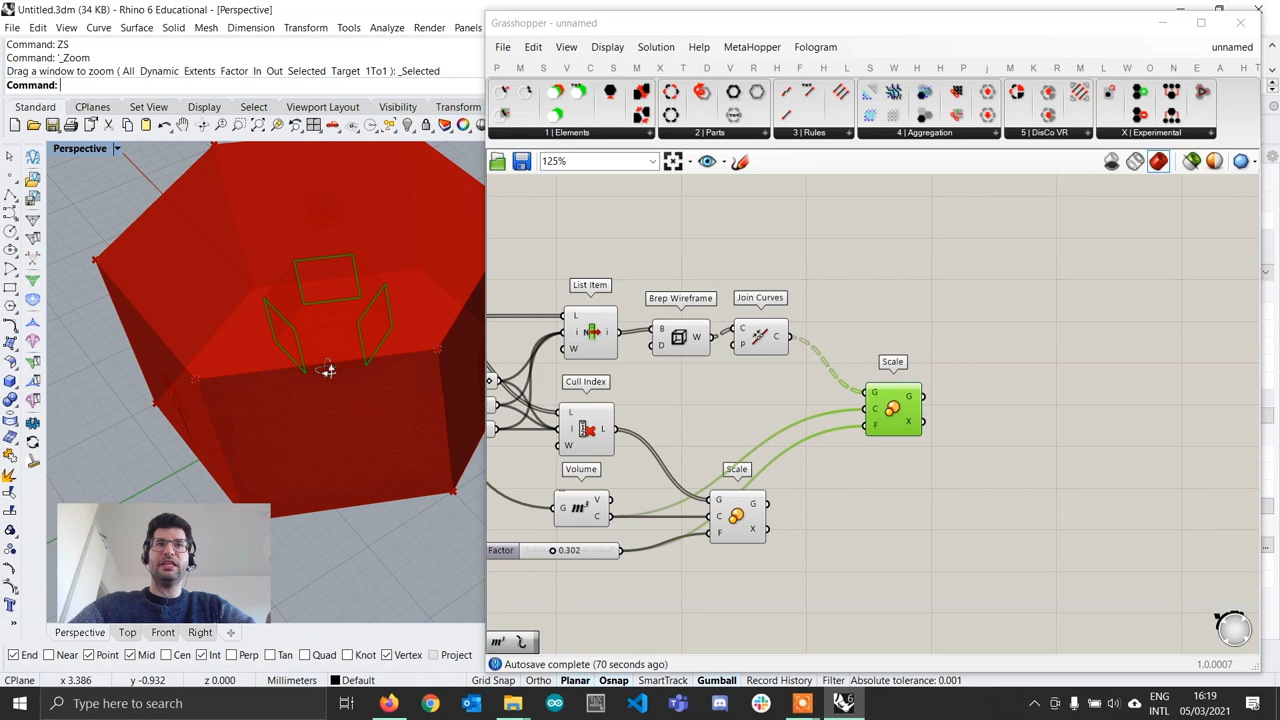 Untitled.3dm (34 KB) - Rhino 6 Educational - [Perspective]
File Edit View Curve Surface Solid Mesh Dimension Transform Tools Analyze Render Panels
Command: ZS
Command: '_Zoom
Drag a window to zoom ( All Dynamic Extents Factor In Out Selected Target 1To1 ): _Selected
Command:
Standard CPlanes Set View Display Select Viewport Layout Visibility Transform
Perspective
Grasshopper - unnamed
File Edit View Display Solution Help MetaHopper Fologram unnamed
P M S V C S M I D T P V R T H P H L S W H P j M K R M R E Y A E A H T
1 | Elements 2 | Parts 3 | Rules 4 | Aggregation 5 | DisCo VR X | Experimental
125%
List Item
L
i N i
W
Brep Wireframe
B W
D
Join Curves
C C
P
Scale
G G
C
F X
Cull Index
L
I L
W
Volume
G m³ V
C
Scale
G G
C
F X
Factor 0.302
m³
Autosave complete (70 seconds ago) 1.0.0007
Perspective Top Front Right
End Near Point Mid Cen Int Perp Tan Quad Knot Vertex Project
CPlane x 3.386 y -0.932 z 0.000 Millimeters Default Grid Snap Ortho Planar Osnap SmartTrack Gumball Record History Filter Absolute tolerance: 0.001
Type here to search
ENG
INTL
16:19
05/03/2021